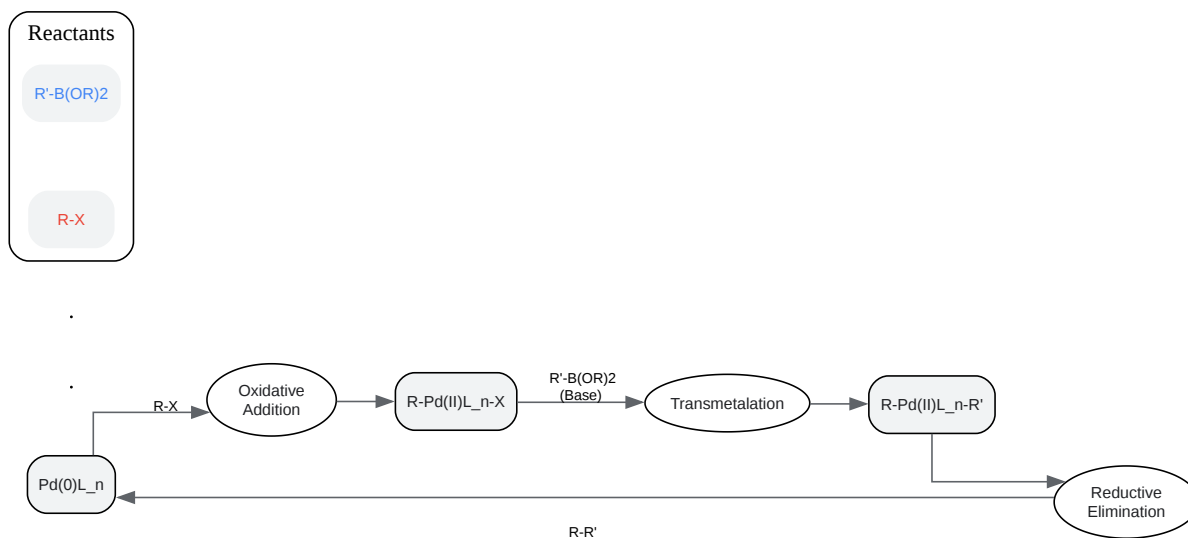 Reactants
R'-B(OR)2
R-X
R-X
Oxidative
Addition
R-Pd(II)L_n-X
R'-B(OR)2
(Base)
Transmetalation
R-Pd(II)L_n-R'
Pd(0)L_n
Reductive
Elimination
R-R'